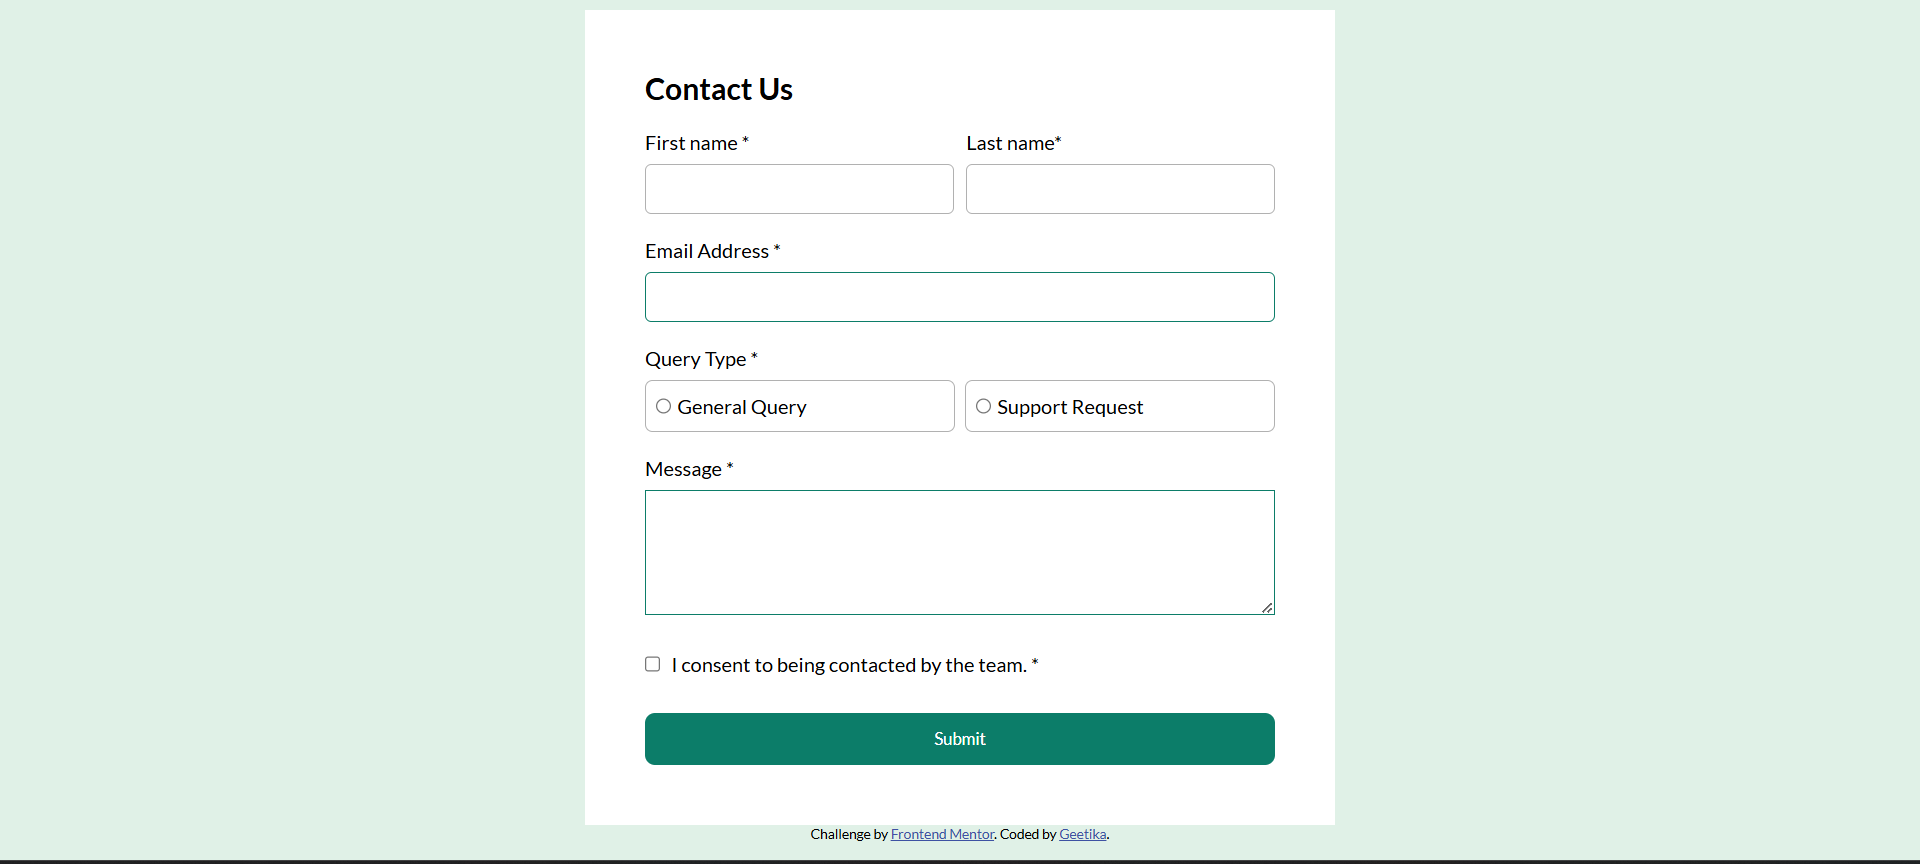 Contact Us
First name * Last name*
Email Address *
Query Type *
General Query Support Request
Message *
I consent to being contacted by the team. *
Submit
Challenge by Frontend Mentor. Coded by Geetika.